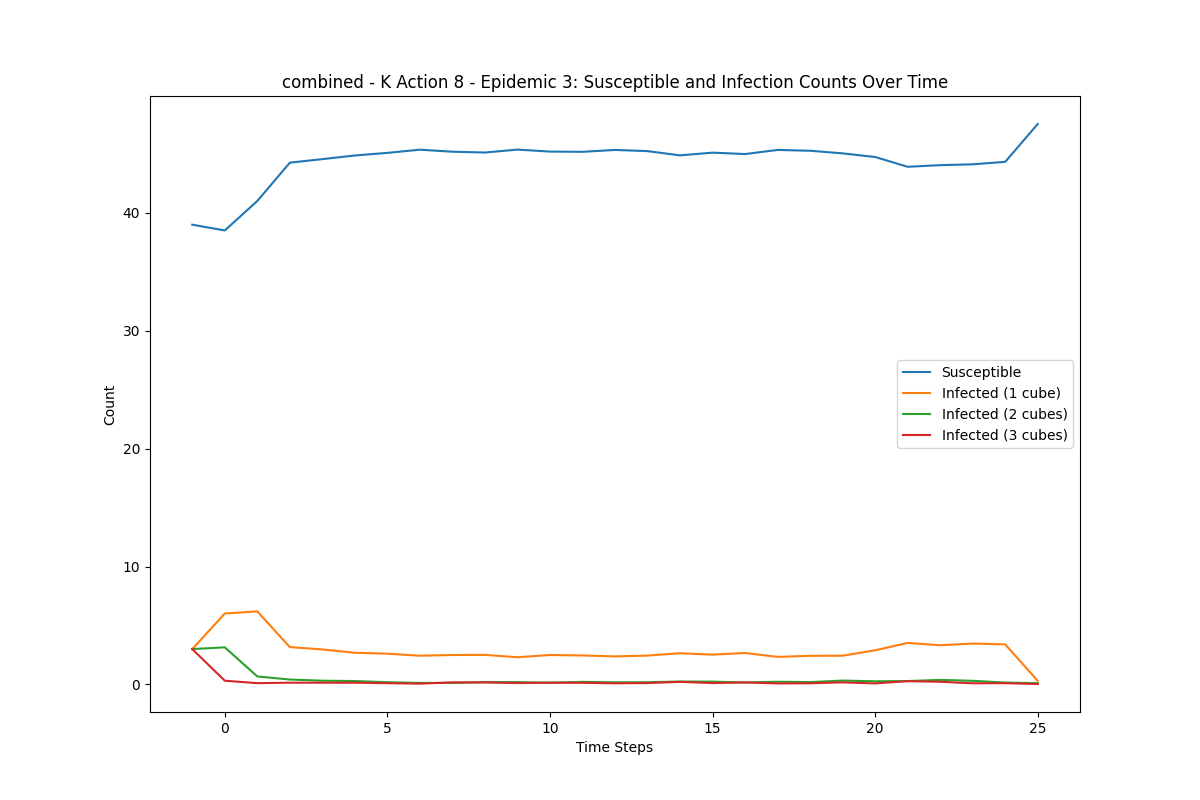 combined - K Action 8 - Epidemic 3: Susceptible and Infection Counts Over Time
Count
40
30
20
10
0
Susceptible
Infected (1 cube)
Infected (2 cubes)
Infected (3 cubes)
0 5 10 15 20 25
Time Steps